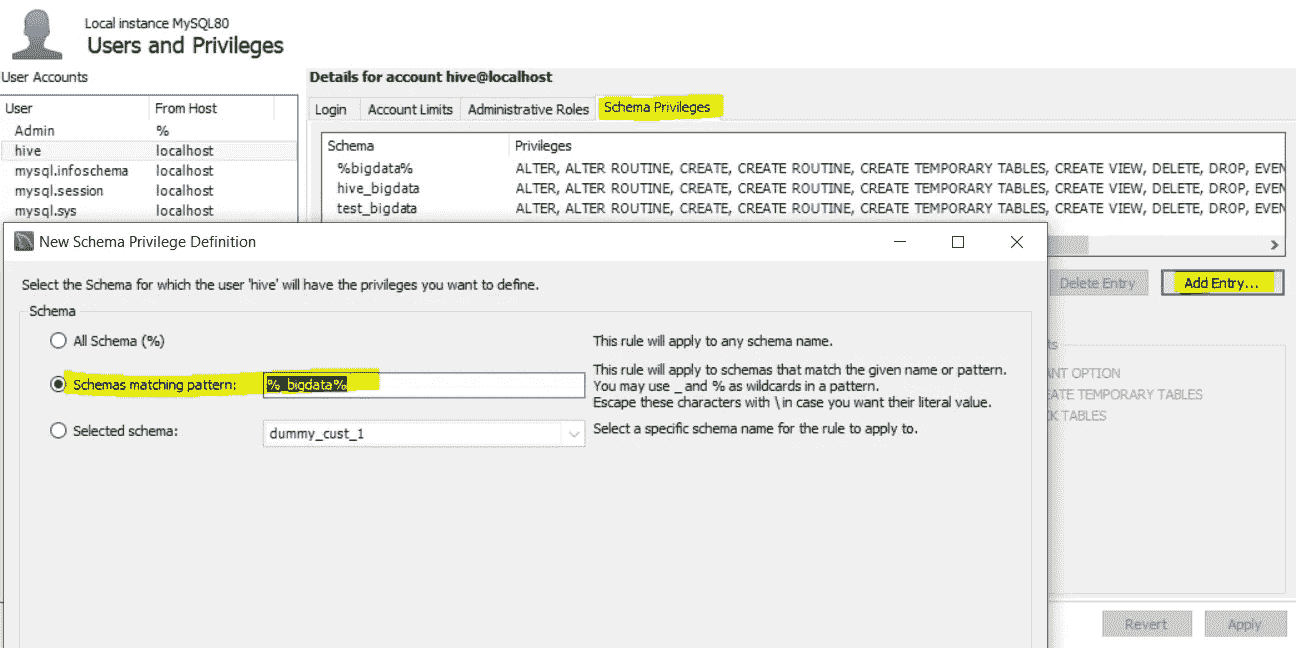 Local instance MySQL80
Users and Privileges
User Accounts
User From Host
Admin %
hive localhost
mysql.infoschema localhost
mysql.session localhost
mysql.sys localhost
Details for account hive@localhost
Login Account Limits Administrative Roles Schema Privileges
Schema Privileges
%bigdata% ALTER, ALTER ROUTINE, CREATE, CREATE ROUTINE, CREATE TEMPORARY TABLES, CREATE VIEW, DELETE, DROP, EVEN
hive_bigdata ALTER, ALTER ROUTINE, CREATE, CREATE ROUTINE, CREATE TEMPORARY TABLES, CREATE VIEW, DELETE, DROP, EVEN
test_bigdata ALTER, ALTER ROUTINE, CREATE, CREATE ROUTINE, CREATE TEMPORARY TABLES, CREATE VIEW, DELETE, DROP, EVEN
Delete Entry Add Entry...
New Schema Privilege Definition
Select the Schema for which the user 'hive' will have the privileges you want to define.
Schema
All Schema (%) This rule will apply to any schema name.
Schemas matching pattern: %_bigdata% This rule will apply to schemas that match the given name or pattern.
You may use _ and % as wildcards in a pattern.
Escape these characters with \ in case you want their literal value.
Selected schema: dummy_cust_1 Select a specific schema name for the rule to apply to.
ts
ANT OPTION
EATE TEMPORARY TABLES
CK TABLES
Revert Apply